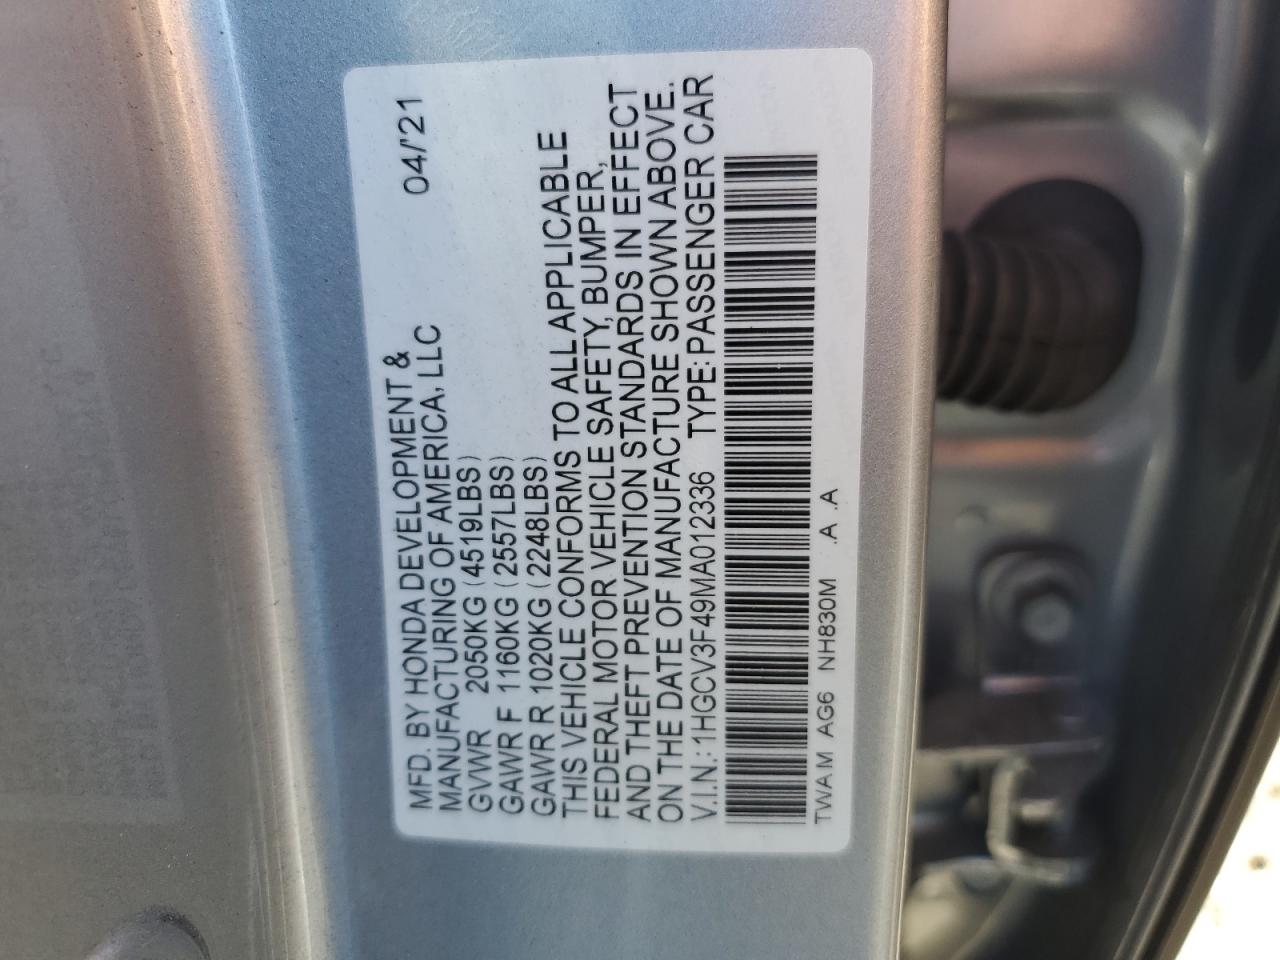 MFD. BY HONDA DEVELOPMENT & 04/'21
MANUFACTURING OF AMERICA, LLC
GVWR 2050KG (4519LBS)
GAWR F 1160KG (2557LBS)
GAWR R 1020KG (2248LBS)
THIS VEHICLE CONFORMS TO ALL APPLICABLE
FEDERAL MOTOR VEHICLE SAFETY, BUMPER,
AND THEFT PREVENTION STANDARDS IN EFFECT
ON THE DATE OF MANUFACTURE SHOWN ABOVE..
V.I.N.: 1HGCV3F49MA012336 TYPE: PASSENGER CAR
TWA M AG6 NH830M .A .A